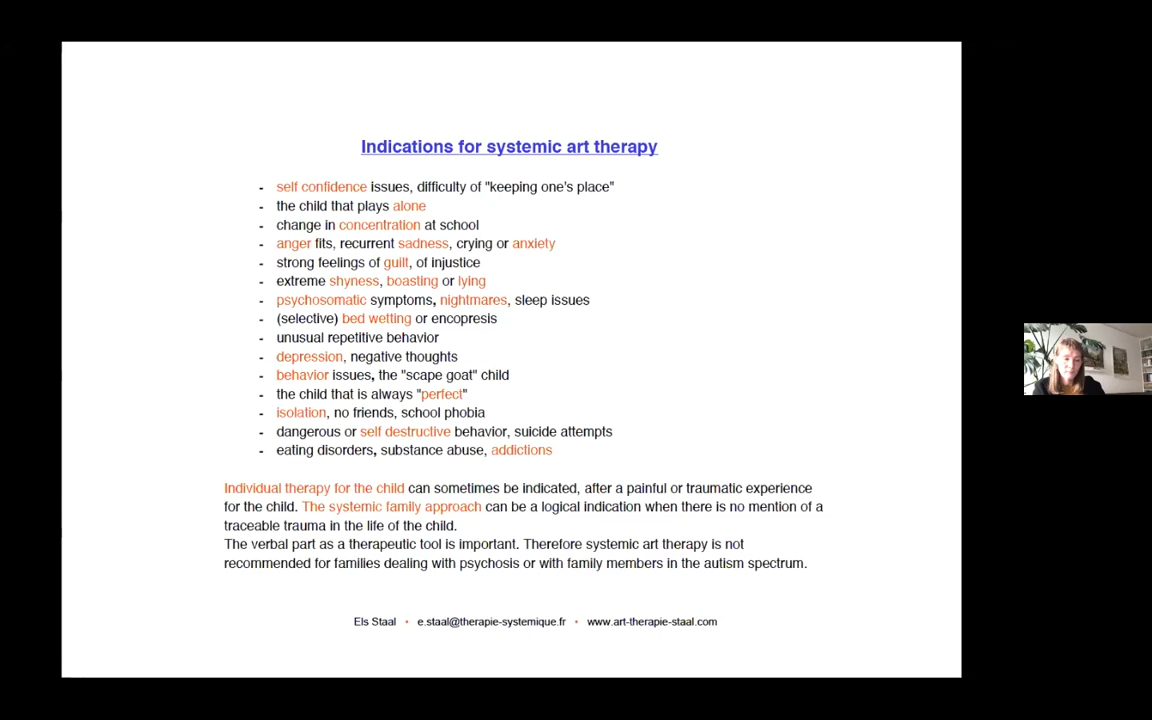 Indications for systemic art therapy
- self confidence issues, difficulty of "keeping one's place"
- the child that plays alone
- change in concentration at school
- anger fits, recurrent sadness, crying or anxiety
- strong feelings of guilt, of injustice
- extreme shyness, boasting or lying
- psychosomatic symptoms, nightmares, sleep issues
- (selective) bed wetting or encopresis
- unusual repetitive behavior
- depression, negative thoughts
- behavior issues, the "scape goat" child
- the child that is always "perfect"
- isolation, no friends, school phobia
- dangerous or self destructive behavior, suicide attempts
- eating disorders, substance abuse, addictions
Individual therapy for the child can sometimes be indicated, after a painful or traumatic experience
for the child. The systemic family approach can be a logical indication when there is no mention of a
traceable trauma in the life of the child.
The verbal part as a therapeutic tool is important. Therefore systemic art therapy is not
recommended for families dealing with psychosis or with family members in the autism spectrum.
Els Staal • e.staal@therapie-systemique.fr • www.art-therapie-staal.com